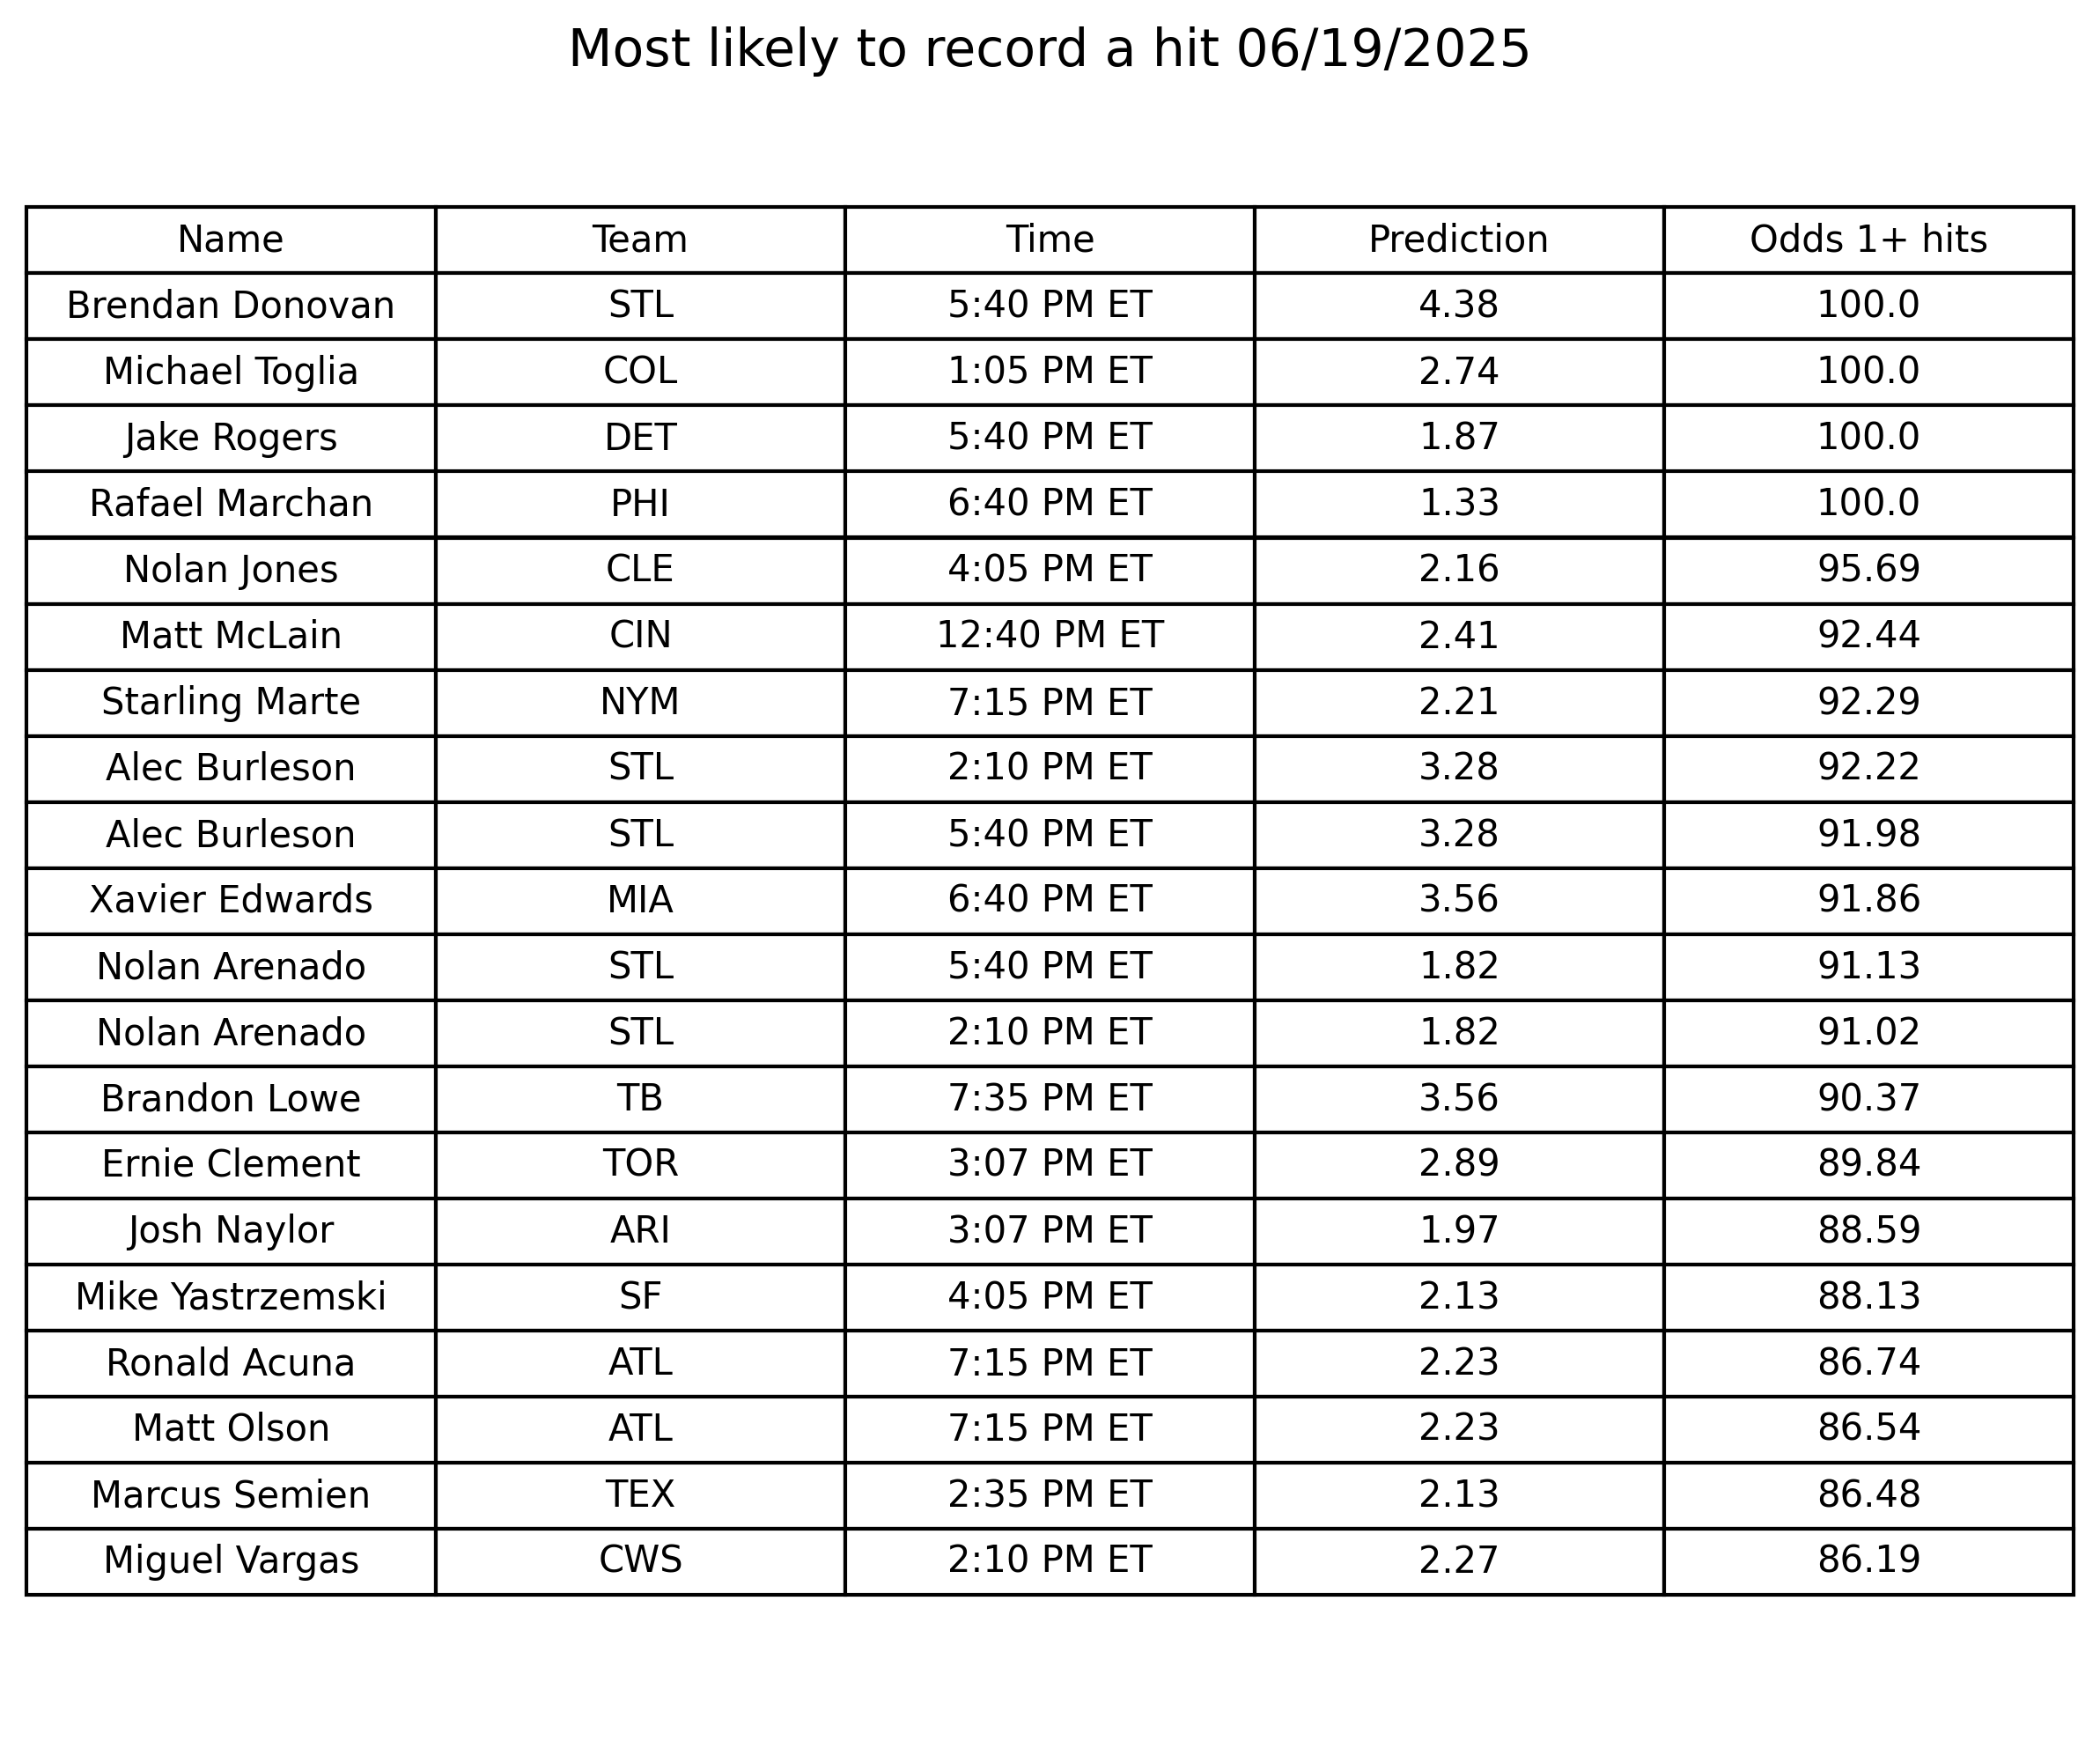 Most likely to record a hit 06/19/2025
Name Team Time Prediction Odds 1+ hits
Brendan Donovan STL 5:40 PM ET 4.38 100.0
Michael Toglia COL 1:05 PM ET 2.74 100.0
Jake Rogers DET 5:40 PM ET 1.87 100.0
Rafael Marchan PHI 6:40 PM ET 1.33 100.0
Nolan Jones CLE 4:05 PM ET 2.16 95.69
Matt McLain CIN 12:40 PM ET 2.41 92.44
Starling Marte NYM 7:15 PM ET 2.21 92.29
Alec Burleson STL 2:10 PM ET 3.28 92.22
Alec Burleson STL 5:40 PM ET 3.28 91.98
Xavier Edwards MIA 6:40 PM ET 3.56 91.86
Nolan Arenado STL 5:40 PM ET 1.82 91.13
Nolan Arenado STL 2:10 PM ET 1.82 91.02
Brandon Lowe TB 7:35 PM ET 3.56 90.37
Ernie Clement TOR 3:07 PM ET 2.89 89.84
Josh Naylor ARI 3:07 PM ET 1.97 88.59
Mike Yastrzemski SF 4:05 PM ET 2.13 88.13
Ronald Acuna ATL 7:15 PM ET 2.23 86.74
Matt Olson ATL 7:15 PM ET 2.23 86.54
Marcus Semien TEX 2:35 PM ET 2.13 86.48
Miguel Vargas CWS 2:10 PM ET 2.27 86.19